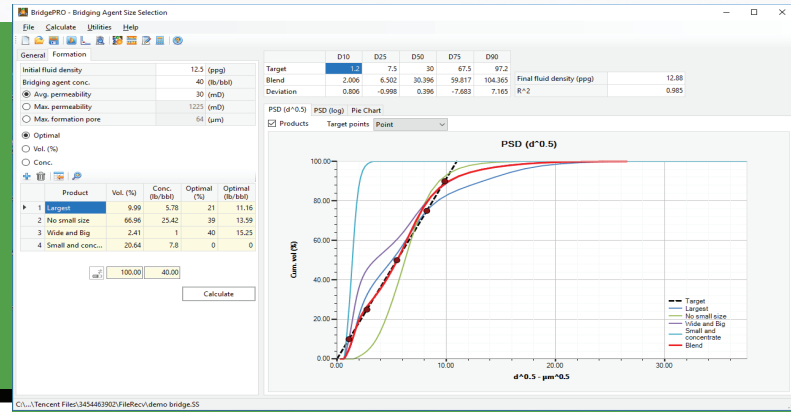 BridgePRO - Bridging Agent Size Selection
File Calculate Utilities Help
General Formation
Initial fluid density 12.5 (ppg)
Bridging agent conc. 40 (lb/bbl)
Avg. permeability 30 (mD)
Max. permeability 1225 (mD)
Max. formation pore 64 (µm)
Optimal
Vol. (%)
Conc.
Product Vol. (%) Conc. (lb/bbl) Optimal (%) Optimal (lb/bbl)
1 Largest 9.99 5.78 21 11.16
2 No small size 66.96 25.42 39 13.59
3 Wide and Big 2.41 1 40 15.25
4 Small and conc... 20.64 7.8 0 0
100.00 40.00
Calculate
D10 D25 D50 D75 D90
Target 1.2 7.5 30 67.5 97.2
Blend 2.006 6.502 30.396 59.817 104.365
Deviation 0.806 -0.998 0.396 -7.683 7.165
Final fluid density (ppg) 12.88
R^2 0.985
PSD (d^0.5) PSD (log) Pie Chart
Products Target points Point
PSD (d^0.5)
Cum. vol (%)
100.00
80.00
60.00
40.00
20.00
0.00
0.00 10.00 20.00 30.00
d^0.5 - µm^0.5
Target
Largest
No small size
Wide and Big
Small and
concentrate
Blend
C:\...\Tencent Files\3454463902\FileRecv\demo bridge.SS